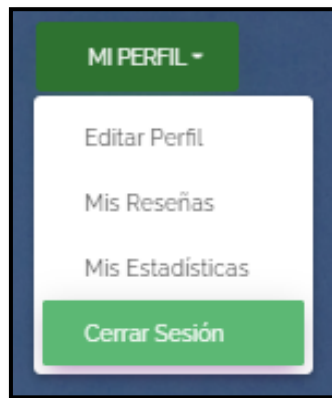 MI PERFIL
Editar Perfil
Mis Reseñas
Mis Estadísticas
Cerrar Sesión